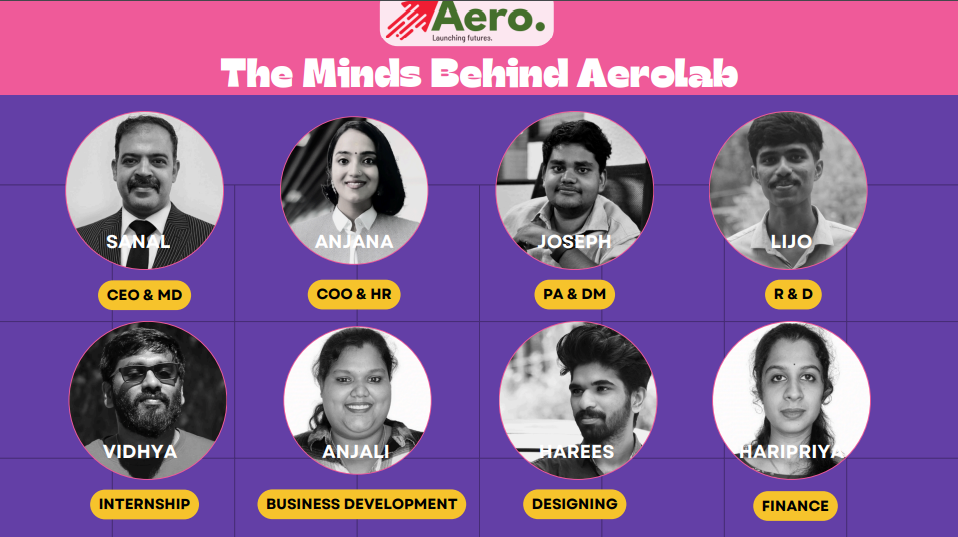 Aero.
Launching futures.
The Minds Behind Aerolab
SANAL
ANJANA
JOSEPH
LIJO
CEO & MD
COO & HR
PA & DM
R & D
VIDHYA
ANJALI
HAREES
HARIPRIYA
INTERNSHIP
BUSINESS DEVELOPMENT
DESIGNING
FINANCE